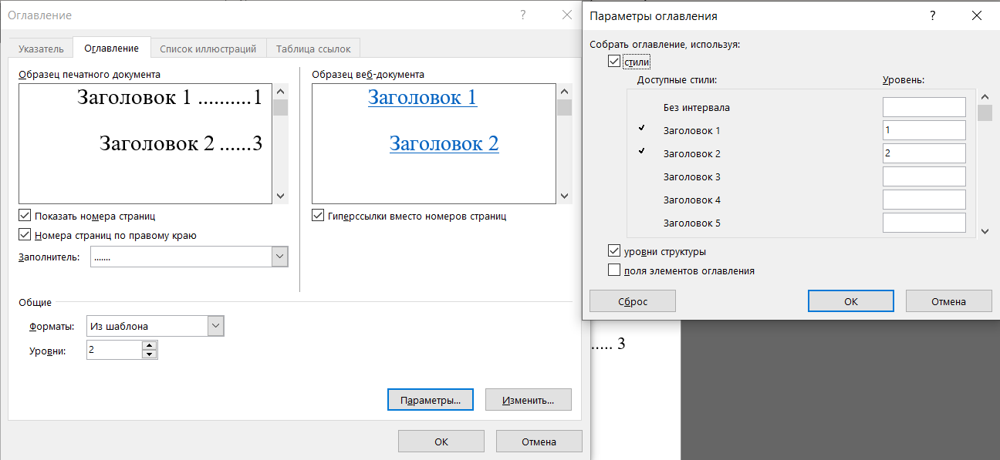 Оглавление
?
Указатель
Оглавление
Список иллюстраций
Таблица ссылок
Образец печатного документа
Заголовок 1 ..........1
Заголовок 2 ......3
Образец веб-документа
Заголовок 1
Заголовок 2
Показать номера страниц
Номера страниц по правому краю
Заполнитель: .......
Гиперссылки вместо номеров страниц
Общие
Форматы: Из шаблона
Уровни: 2
Параметры...
Изменить...
ОК
Отмена
Параметры оглавления
?
Собрать оглавление, используя:
стили
Доступные стили: Уровень:
Без интервала
Заголовок 1 1
Заголовок 2 2
Заголовок 3
Заголовок 4
Заголовок 5
уровни структуры
поля элементов оглавления
Сброс
ОК
Отмена
..... 3